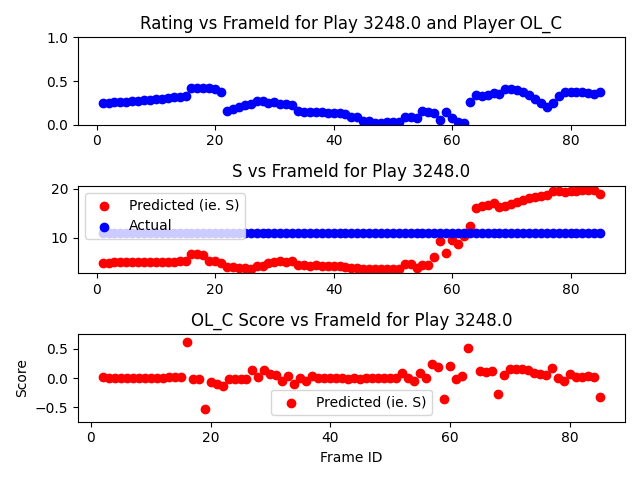 Rating vs FrameId for Play 3248.0 and Player OL_C
1.0
0.5
0.0
0 20 40 60 80
S vs FrameId for Play 3248.0
20
10
Predicted (ie. S)
Actual
0 20 40 60 80
OL_C Score vs FrameId for Play 3248.0
Score
0.5
0.0
−0.5
Predicted (ie. S)
0 20 40 60 80
Frame ID